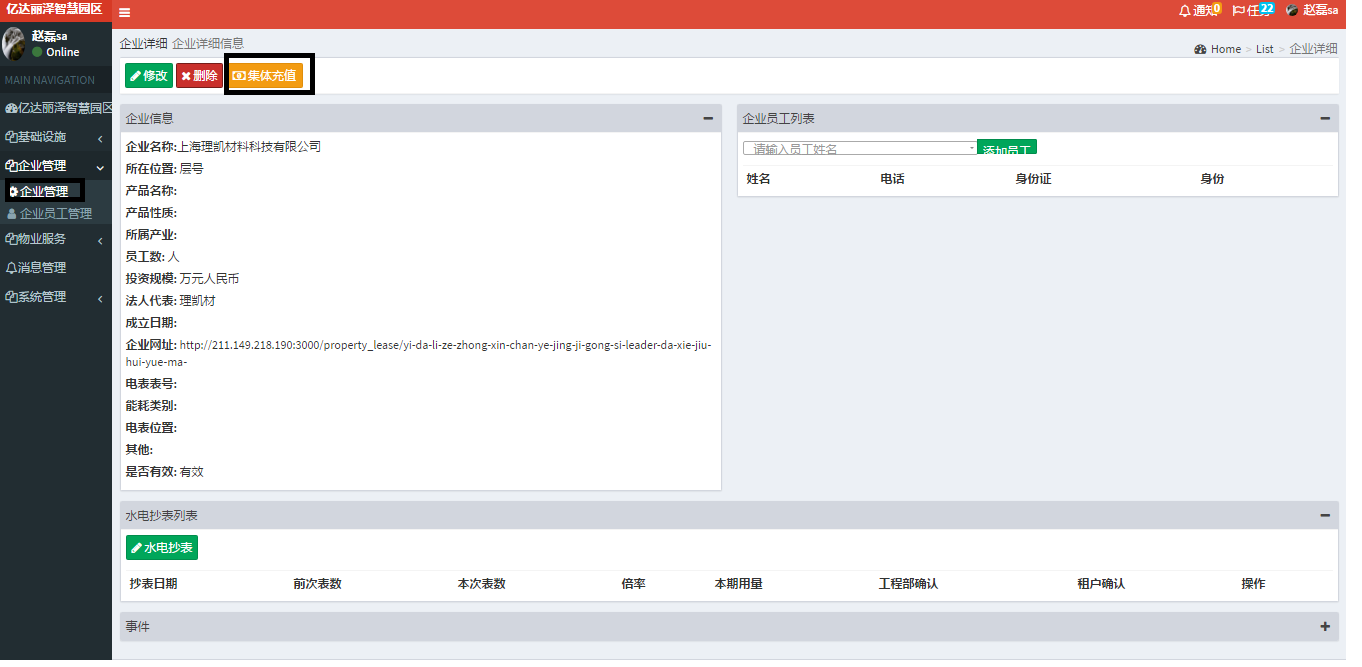 亿达丽泽智慧园区
通知0 任务22 赵磊sa
赵磊sa
Online
MAIN NAVIGATION
亿达丽泽智慧园区
基础设施
企业管理
企业管理
企业员工管理
物业服务
消息管理
系统管理
企业详细 企业详细信息
Home > List > 企业详细
修改 删除 集体充值
企业信息
企业名称:上海理凯材料科技有限公司
所在位置: 层号
产品名称:
产品性质:
所属产业:
员工数: 人
投资规模: 万元人民币
法人代表: 理凯材
成立日期:
企业网址: http://211.149.218.190:3000/property_lease/yi-da-li-ze-zhong-xin-chan-ye-jing-ji-gong-si-leader-da-xie-jiu-
hui-yue-ma-
电表表号:
能耗类别:
电表位置:
其他:
是否有效: 有效
企业员工列表
请输入员工姓名 添加员工
姓名 电话 身份证 身份
水电抄表列表
水电抄表
抄表日期 前次表数 本次表数 倍率 本期用量 工程部确认 租户确认 操作
事件